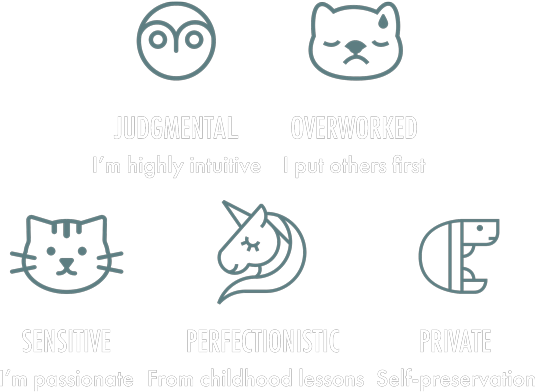 JUDGMENTAL OVERWORKED
I'm highly intuitive I put others first
SENSITIVE PERFECTIONISTIC PRIVATE
I'm passionate From childhood lessons Self-preservation